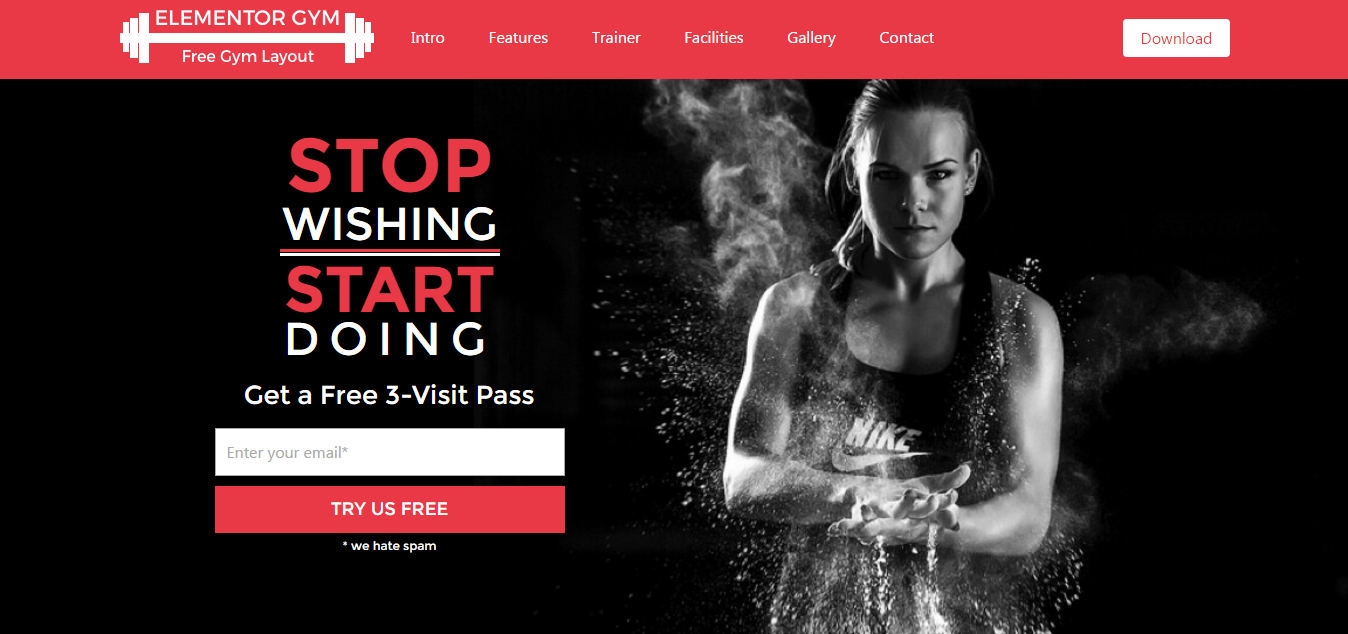 ELEMENTOR GYM
Free Gym Layout
Intro
Features
Trainer
Facilities
Gallery
Contact
Download
STOP
WISHING
START
DOING
Get a Free 3-Visit Pass
Enter your email*
TRY US FREE
* we hate spam
NIKE